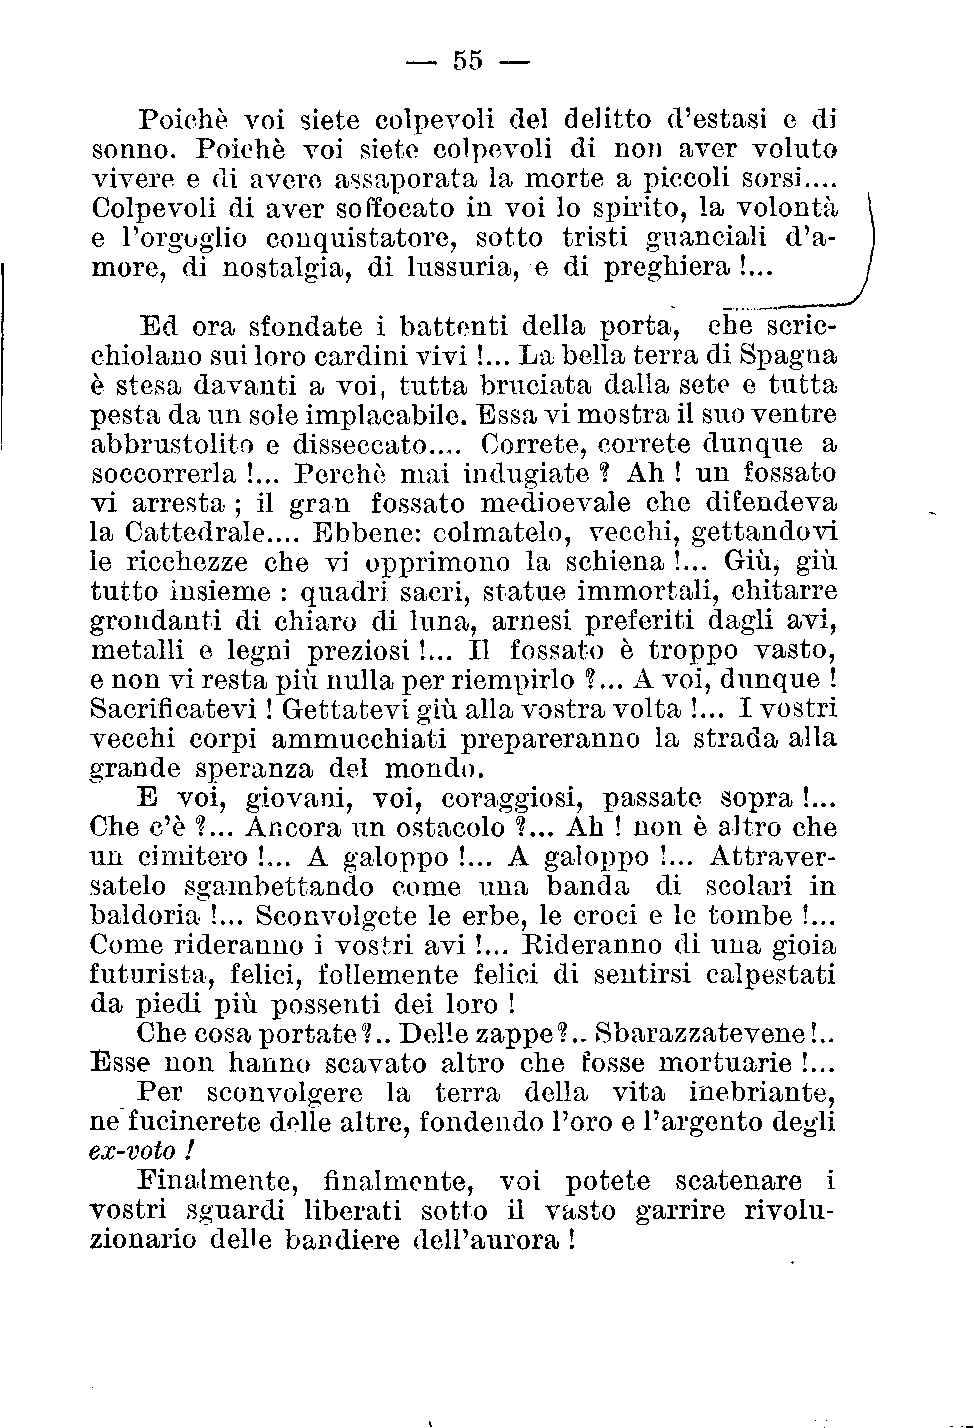 — 55 —
Poichè voi siete colpevoli del delitto d'estasi e di
sonno. Poichè voi siete colpevoli di non aver voluto
vivere e di avere assaporata la morte a piccoli sorsi....
Colpevoli di aver soffocato in voi lo spirito, la volontà
e l'orgoglio conquistatore, sotto tristi guanciali d'a-
more, di nostalgia, di lussuria, e di preghiera !...
Ed ora sfondate i battenti della porta, che scric-
chiolano sui loro cardini vivi !... La bella terra di Spagna
è stesa davanti a voi, tutta bruciata dalla sete e tutta
pesta da un sole implacabile. Essa vi mostra il suo ventre
abbrustolito e disseccato.... Correte, correte dunque a
soccorrerla !... Perchè mai indugiate ? Ah ! un fossato
vi arresta ; il gran fossato medioevale che difendeva
la Cattedrale.... Ebbene: colmatelo, vecchi, gettandovi
le ricchezze che vi opprimono la schiena !... Giù, giù
tutto insieme : quadri sacri, statue immortali, chitarre
grondanti di chiaro di luna, arnesi preferiti dagli avi,
metalli e legni preziosi !... Il fossato è troppo vasto,
e non vi resta più nulla per riempirlo ?... A voi, dunque !
Sacrificatevi ! Gettatevi giù alla vostra volta !... I vostri
vecchi corpi ammucchiati prepareranno la strada alla
grande speranza del mondo.
E voi, giovani, voi, coraggiosi, passate sopra !...
Che c'è ?... Ancora un ostacolo ?... Ah ! non è altro che
un cimitero !... A galoppo !... A galoppo !... Attraver-
satelo sgambettando come una banda di scolari in
baldoria !... Sconvolgete le erbe, le croci e le tombe !...
Come rideranno i vostri avi !... Rideranno di una gioia
futurista, felici, follemente felici di sentirsi calpestati
da piedi più possenti dei loro !
Che cosa portate ?.. Delle zappe ?.. Sbarazzatevene !..
Esse non hanno scavato altro che fosse mortuarie !...
Per sconvolgere la terra della vita inebriante,
ne fucinerete delle altre, fondendo l'oro e l'argento degli
ex-voto !
Finalmente, finalmente, voi potete scatenare i
vostri sguardi liberati sotto il vasto garrire rivolu-
zionario delle bandiere dell'aurora !